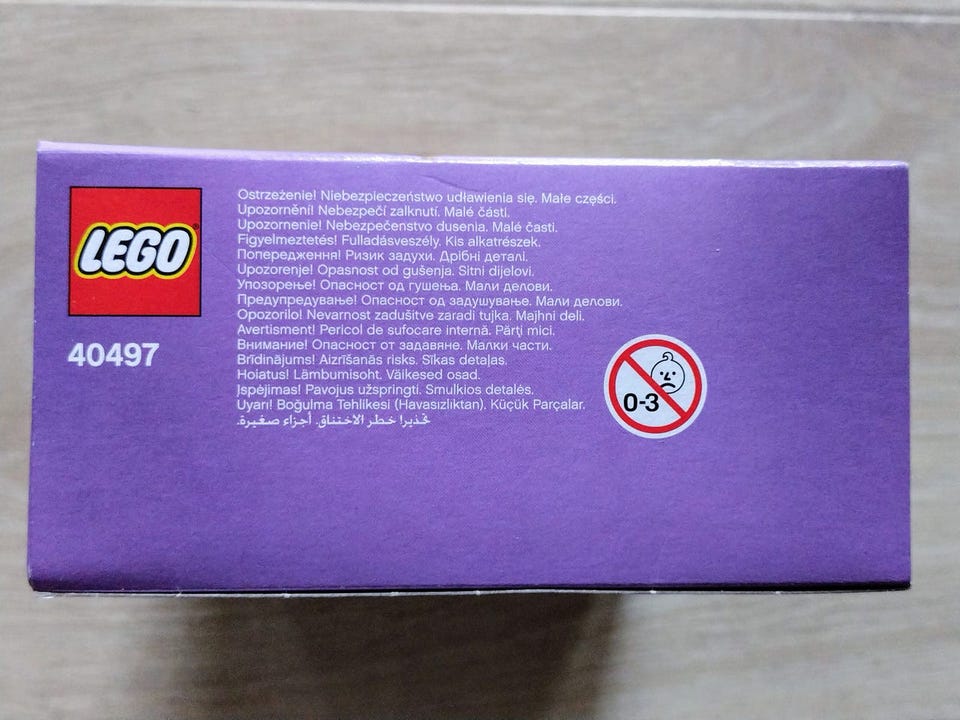 LEGO®
40497
Ostrzeżenie! Niebezpieczeństwo udławienia się. Małe części.
Upozornění! Nebezpečí zalknutí. Malé části.
Upozornenie! Nebezpečenstvo dusenia. Malé časti.
Figyelmeztetés! Fulladásveszély. Kis alkatrészek.
Попередження! Ризик задухи. Дрібні деталі.
Upozorenje! Opasnost od gušenja. Sitni dijelovi.
Упозорење! Опасност од гушења. Мали делови.
Предупредување! Опасност од задушување. Мали делови.
Opozorilo! Nevarnost zadušitve zaradi tujka. Majhni deli.
Avertisment! Pericol de sufocare internă. Părţi mici.
Внимание! Опасност от задавяне. Малки части.
Brīdinājums! Aizrīšanās risks. Sīkas detaļas.
Hoiatus! Lämbumisoht. Väikesed osad.
Įspėjimas! Pavojus užspringti. Smulkios detalės.
Uyarı! Boğulma Tehlikesi (Havasızlıktan). Küçük Parçalar.
تحذير! خطر الاختناق. أجزاء صغيرة.
0-3